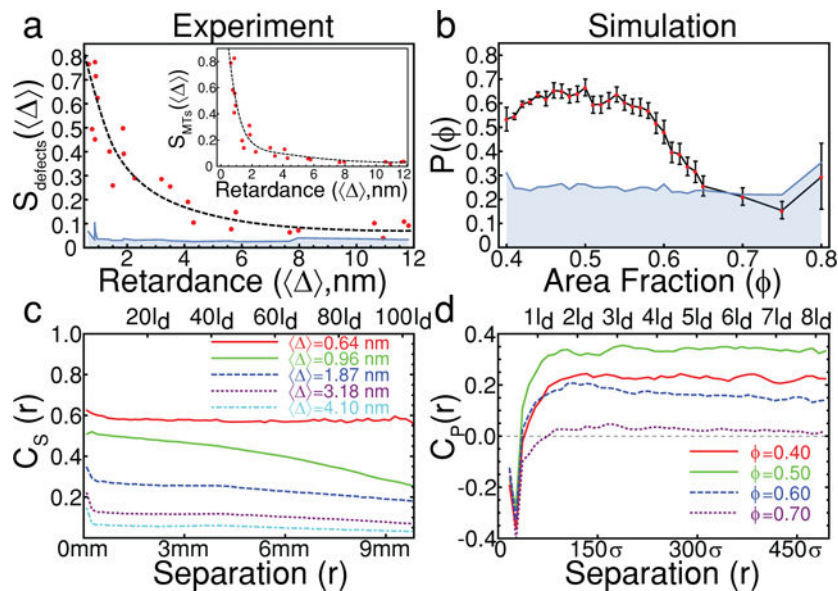 Experiment
Simulation
a
S_MTs(⟨Δ⟩)
0.8
0.6
0.4
0.2
0
0 2 4 6 8 10 12
Retardance (⟨Δ⟩,nm)
S_defects(⟨Δ⟩)
0.8
0.7
0.6
0.5
0.4
0.3
0.2
0.1
0
2 4 6 8 10 12
Retardance (⟨Δ⟩,nm)
b
P(ϕ)
0.8
0.7
0.6
0.5
0.4
0.3
0.2
0.1
0.0
0.4 0.5 0.6 0.7 0.8
Area Fraction (ϕ)
c
20l_d 40l_d 60l_d 80l_d 100l_d
C_S(r)
1.0
0.8
0.6
0.4
0.2
⟨Δ⟩=0.64 nm
⟨Δ⟩=0.96 nm
⟨Δ⟩=1.87 nm
⟨Δ⟩=3.18 nm
⟨Δ⟩=4.10 nm
0mm 3mm 6mm 9mm
Separation (r)
d
1l_d 2l_d 3l_d 4l_d 5l_d 6l_d 7l_d 8l_d
C_P(r)
0.4
0.2
0.0
-0.2
-0.4
ϕ=0.40
ϕ=0.50
ϕ=0.60
ϕ=0.70
0 150σ 300σ 450σ
Separation (r)